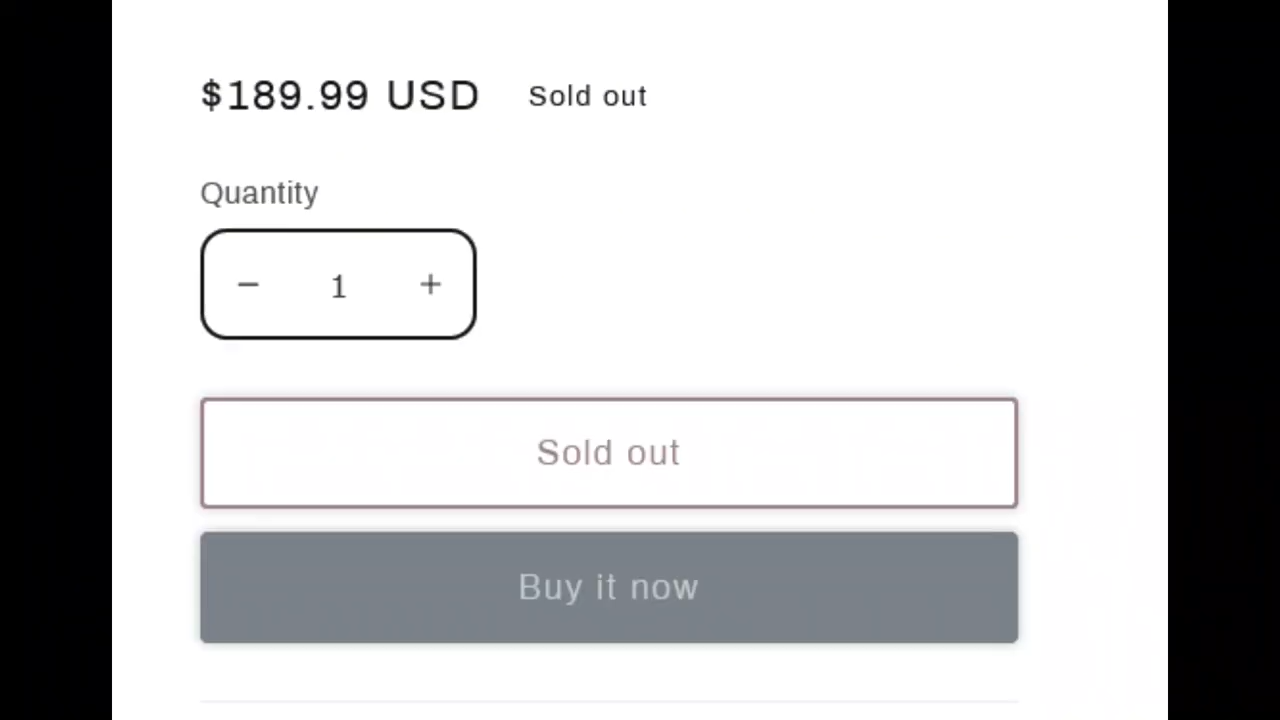 $189.99 USD Sold out
Quantity
− 1 +
Sold out
Buy it now